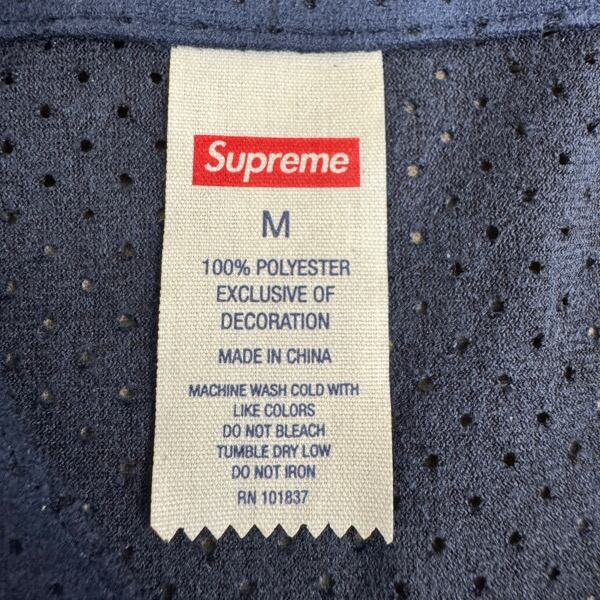 Supreme
M
100% POLYESTER
EXCLUSIVE OF
DECORATION
MADE IN CHINA
MACHINE WASH COLD WITH
LIKE COLORS
DO NOT BLEACH
TUMBLE DRY LOW
DO NOT IRON
RN 101837